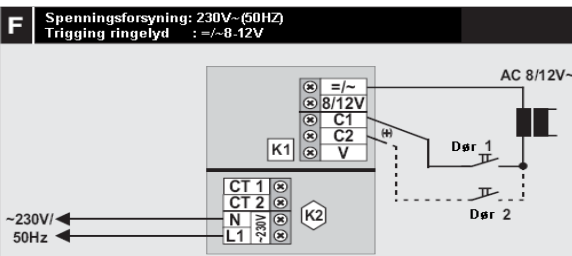 F
Spenningsforsyning: 230V~(50HZ)
Trigging ringelyd : =/~8-12V
AC 8/12V~
=/~
8/12V
C1
C2
V
(+)
K1
Dør 1
Dør 2
CT 1
CT 2
N
L1
~230V
K2
~230V/
50Hz